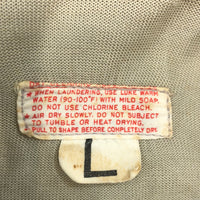 ★ WHEN LAUNDERING, USE LUKE WARM
WATER (90-100°F) WITH MILD SOAP.
DO NOT USE CHLORINE BLEACH.
★ AIR DRY SLOWLY. DO NOT SUBJECT
TO TUMBLE OR HEAT DRYING.
PULL TO SHAPE BEFORE COMPLETELY DRY.
L